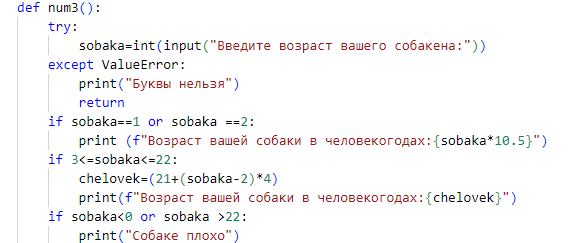 def num3():
    try:
        sobaka=int(input("Введите возраст вашего собакена:"))
    except ValueError:
        print("Буквы нельзя")
        return
    if sobaka==1 or sobaka ==2:
        print (f"Возраст вашей собаки в человекогодах:{sobaka*10.5}")
    if 3<=sobaka<=22:
        chelovek=(21+(sobaka-2)*4)
        print(f"Возраст вашей собаки в человекогодах:{chelovek}")
    if sobaka<0 or sobaka >22:
        print("Собаке плохо")